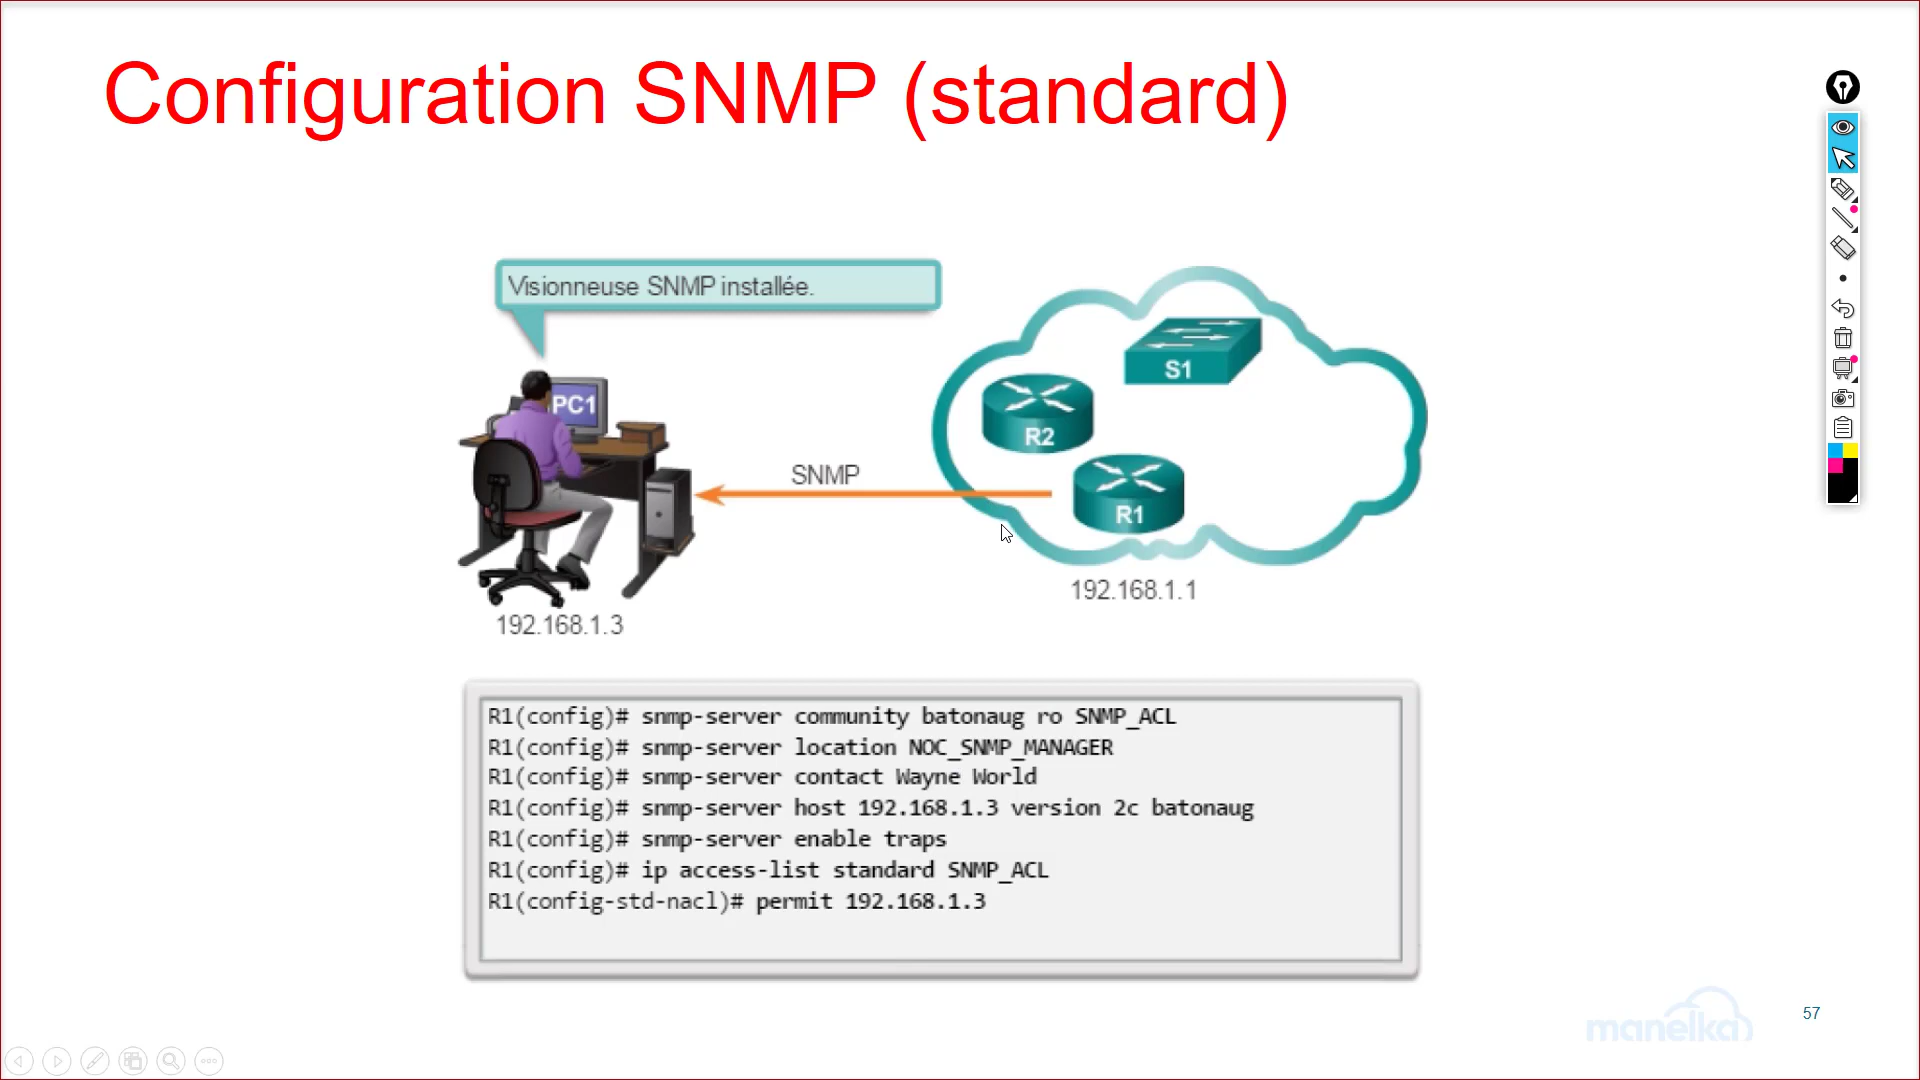 Configuration SNMP (standard)
Visionneuse SNMP installée.
PC1
S1
R2
SNMP
R1
192.168.1.1
192.168.1.3
R1(config)# snmp-server community batonaug ro SNMP_ACL
R1(config)# snmp-server location NOC_SNMP_MANAGER
R1(config)# snmp-server contact Wayne World
R1(config)# snmp-server host 192.168.1.3 version 2c batonaug
R1(config)# snmp-server enable traps
R1(config)# ip access-list standard SNMP_ACL
R1(config-std-nacl)# permit 192.168.1.3
manelka
57